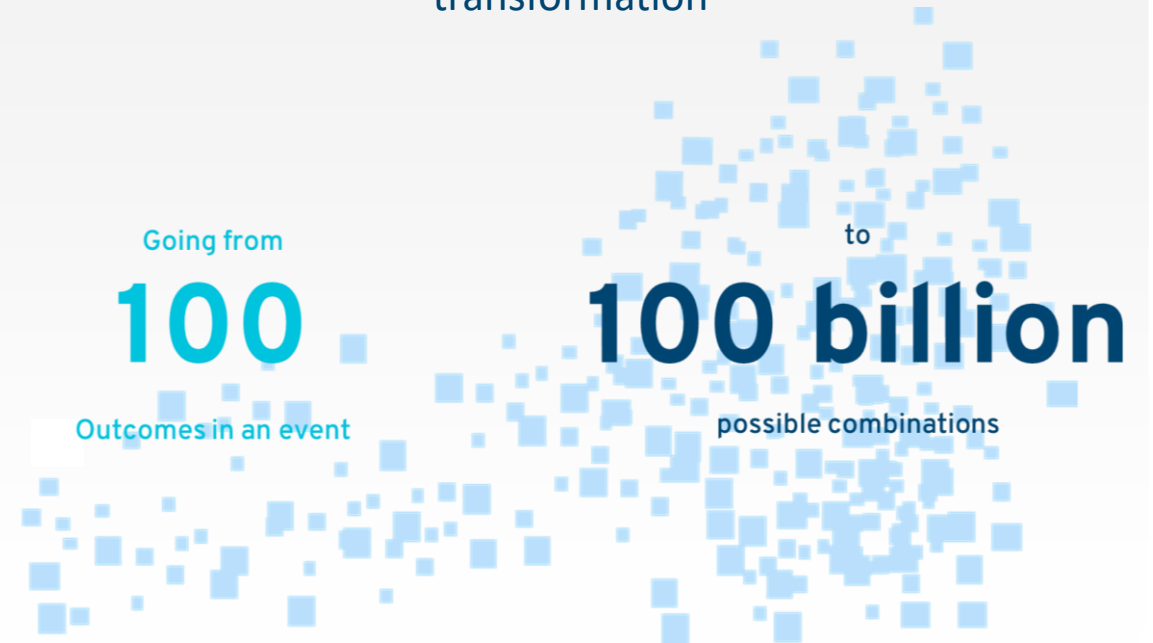 transformation
Going from
100
Outcomes in an event
to
100 billion
possible combinations